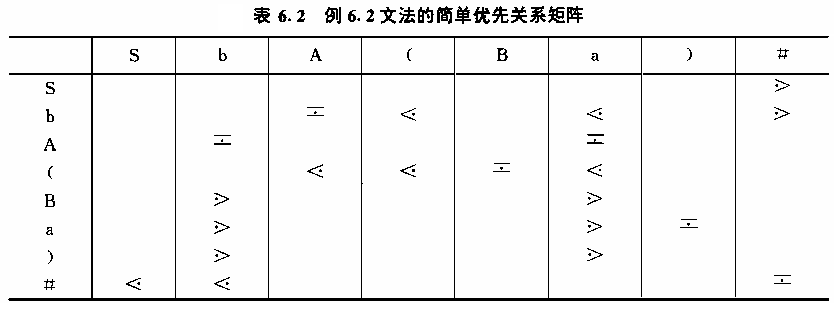 表 6.2 例 6.2 文法的简单优先关系矩阵
S b A ( B a ) #
S ⋗
b ≐ ⋖ ⋖ ⋗
A ≐ ≐
( ⋖ ⋖ ≐ ⋖
B ⋗ ⋗
a ⋗ ⋗ ≐
) ⋗ ⋗
# ⋖ ⋖ ≐